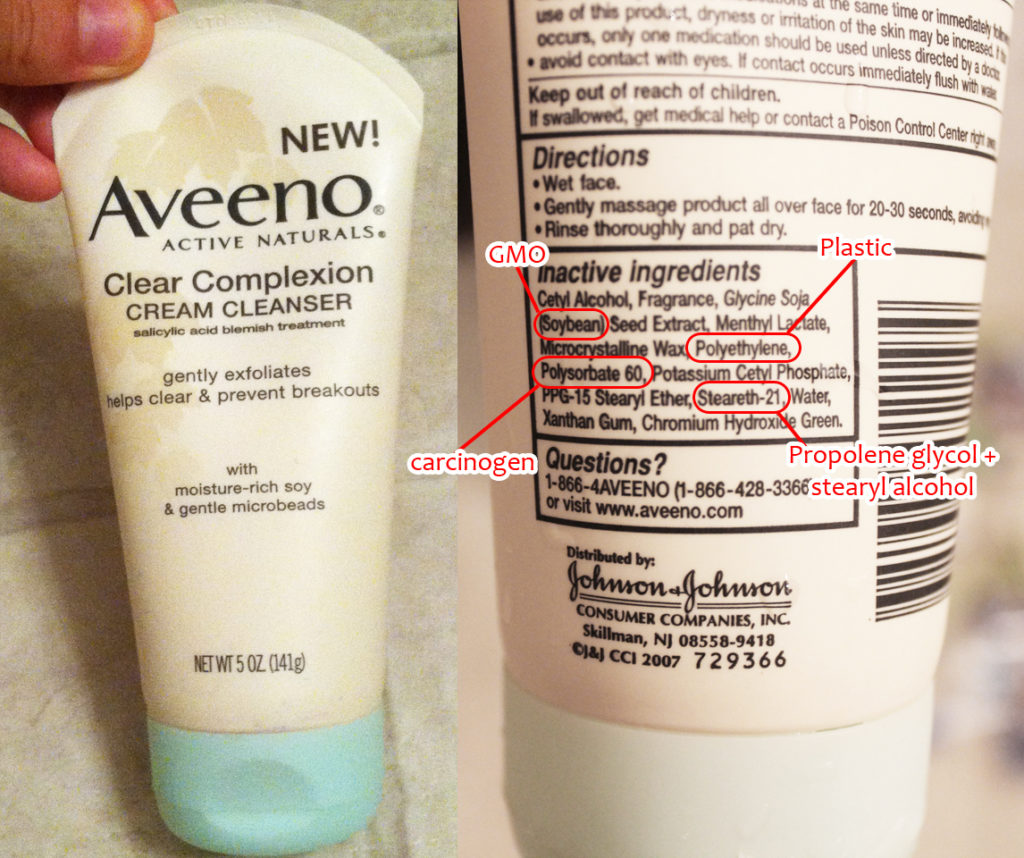 NEW!
Aveeno®
ACTIVE NATURALS®
Clear Complexion
CREAM CLEANSER
salicylic acid blemish treatment
gently exfoliates
helps clear & prevent breakouts
with
moisture-rich soy
& gentle microbeads
NET WT 5 OZ. (141g)
at the same time or immediately
use of this product, dryness or irritation of the skin may be increased. If
occurs, only one medication should be used unless directed by a doctor.
• avoid contact with eyes. If contact occurs immediately flush with water.
Keep out of reach of children.
If swallowed, get medical help or contact a Poison Control Center right
Directions
• Wet face.
• Gently massage product all over face for 20-30 seconds, avoiding
• Rinse thoroughly and pat dry.
GMO
Plastic
Inactive ingredients
Cetyl Alcohol, Fragrance, Glycine Soja
(Soybean) Seed Extract, Menthyl Lactate,
Microcrystalline Wax, Polyethylene,
Polysorbate 60, Potassium Cetyl Phosphate,
PPG-15 Stearyl Ether, Steareth-21, Water,
Xanthan Gum, Chromium Hydroxide Green.
carcinogen
Propolene glycol +
stearyl alcohol
Questions?
1-866-4AVEENO (1-866-428-3366
or visit www.aveeno.com
Distributed by:
Johnson & Johnson
CONSUMER COMPANIES, INC.
Skillman, NJ 08558-9418
©J&J CCI 2007 729366